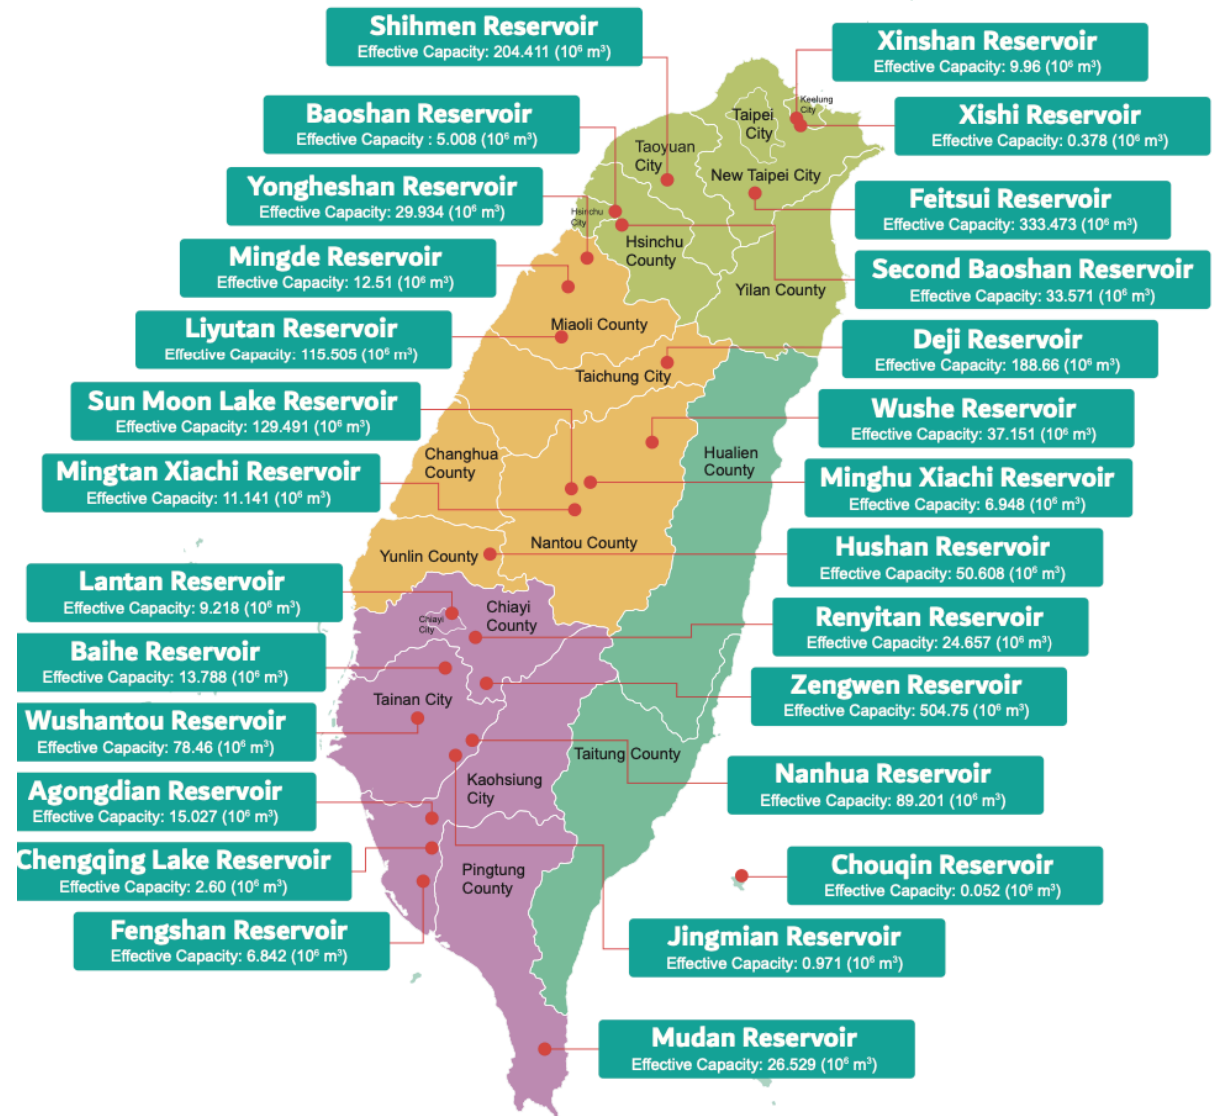 Shihmen Reservoir
Effective Capacity: 204.411 (10⁶ m³)
Xinshan Reservoir
Effective Capacity: 9.96 (10⁶ m³)
Baoshan Reservoir
Effective Capacity : 5.008 (10⁶ m³)
Xishi Reservoir
Effective Capacity: 0.378 (10⁶ m³)
Yongheshan Reservoir
Effective Capacity: 29.934 (10⁶ m³)
Feitsui Reservoir
Effective Capacity: 333.473 (10⁶ m³)
Mingde Reservoir
Effective Capacity: 12.51 (10⁶ m³)
Second Baoshan Reservoir
Effective Capacity: 33.571 (10⁶ m³)
Liyutan Reservoir
Effective Capacity: 115.505 (10⁶ m³)
Deji Reservoir
Effective Capacity: 188.66 (10⁶ m³)
Sun Moon Lake Reservoir
Effective Capacity: 129.491 (10⁶ m³)
Wushe Reservoir
Effective Capacity: 37.151 (10⁶ m³)
Mingtan Xiachi Reservoir
Effective Capacity: 11.141 (10⁶ m³)
Minghu Xiachi Reservoir
Effective Capacity: 6.948 (10⁶ m³)
Hushan Reservoir
Effective Capacity: 50.608 (10⁶ m³)
Lantan Reservoir
Effective Capacity: 9.218 (10⁶ m³)
Renyitan Reservoir
Effective Capacity: 24.657 (10⁶ m³)
Baihe Reservoir
Effective Capacity: 13.788 (10⁶ m³)
Zengwen Reservoir
Effective Capacity: 504.75 (10⁶ m³)
Wushantou Reservoir
Effective Capacity: 78.46 (10⁶ m³)
Nanhua Reservoir
Effective Capacity: 89.201 (10⁶ m³)
Agongdian Reservoir
Effective Capacity: 15.027 (10⁶ m³)
Chengqing Lake Reservoir
Effective Capacity: 2.60 (10⁶ m³)
Chouqin Reservoir
Effective Capacity: 0.052 (10⁶ m³)
Fengshan Reservoir
Effective Capacity: 6.842 (10⁶ m³)
Jingmian Reservoir
Effective Capacity: 0.971 (10⁶ m³)
Mudan Reservoir
Effective Capacity: 26.529 (10⁶ m³)
Keelung
City
Taipei
City
Taoyuan
City
New Taipei City
Hsinchu
City
Hsinchu
County
Yilan County
Miaoli County
Taichung City
Changhua
County
Hualien
County
Nantou County
Yunlin County
Chiayi
City
Chiayi
County
Tainan City
Taitung County
Kaohsiung
City
Pingtung
County